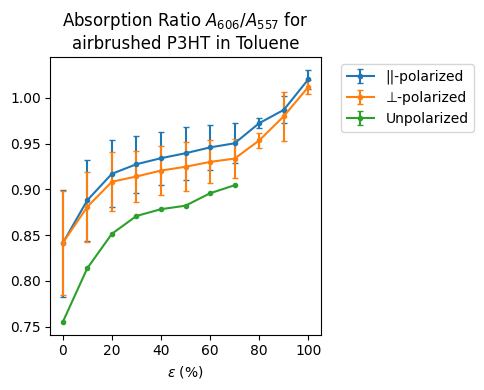 Absorption Ratio A606/A557 for
airbrushed P3HT in Toluene
||-polarized
⊥-polarized
Unpolarized
1.00
0.95
0.90
0.85
0.80
0.75
0 20 40 60 80 100
ε (%)